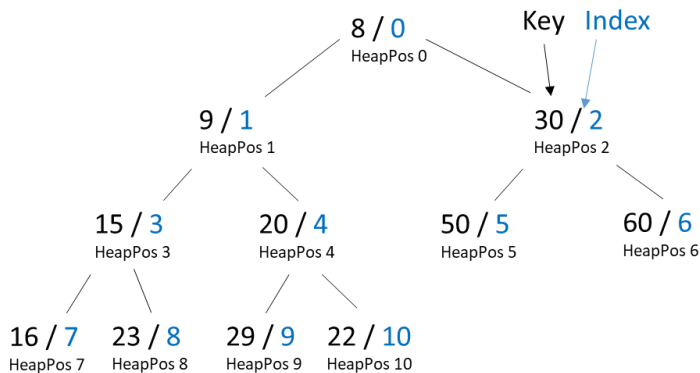 8 / 0
HeapPos 0
Key
Index
9 / 1
HeapPos 1
30 / 2
HeapPos 2
15 / 3
HeapPos 3
20 / 4
HeapPos 4
50 / 5
HeapPos 5
60 / 6
HeapPos 6
16 / 7
HeapPos 7
23 / 8
HeapPos 8
29 / 9
HeapPos 9
22 / 10
HeapPos 10